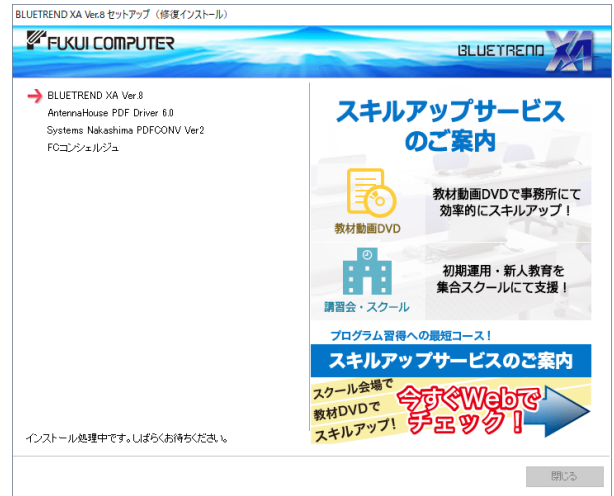 BLUETREND XA Ver.8 セットアップ（修復インストール）
FUKUI COMPUTER
BLUETREND XA
BLUETREND XA Ver.8
AntennaHouse PDF Driver 6.0
Systems Nakashima PDFCONV Ver2
FCコンシェルジュ
スキルアップサービス
のご案内
教材動画DVD
教材動画DVDで事務所にて
効率的にスキルアップ！
講習会・スクール
初期運用・新人教育を
集合スクールにて支援！
プログラム習得への最短コース！
スキルアップサービスのご案内
スクール会場で
教材DVDで
スキルアップ!
今すぐWebで
チェック！
インストール処理中です。しばらくお待ちください。
閉じる